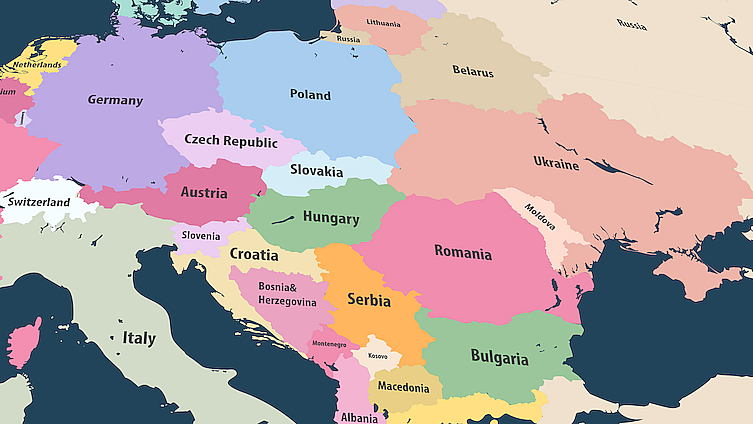 Lithuania
Russia
Russia
Netherlands
Belarus
ium
Germany
Poland
Czech Republic
Ukraine
Slovakia
Austria
Switzerland
Hungary
Moldova
Slovenia
Croatia
Romania
Bosnia&
Herzegovina
Serbia
Italy
Montenegro
Kosovo
Bulgaria
Macedonia
Albania